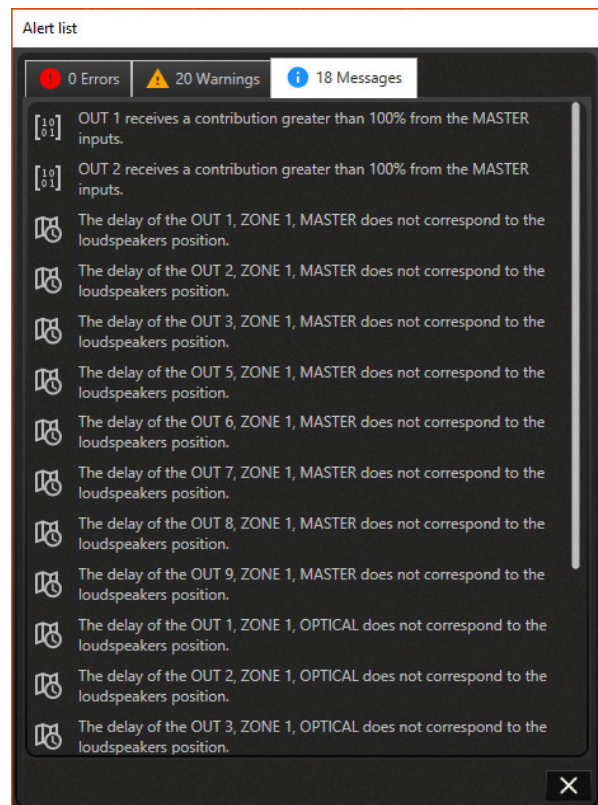 Alert list
0 Errors
20 Warnings
18 Messages
OUT 1 receives a contribution greater than 100% from the MASTER
inputs.
OUT 2 receives a contribution greater than 100% from the MASTER
inputs.
The delay of the OUT 1, ZONE 1, MASTER does not correspond to the
loudspeakers position.
The delay of the OUT 2, ZONE 1, MASTER does not correspond to the
loudspeakers position.
The delay of the OUT 3, ZONE 1, MASTER does not correspond to the
loudspeakers position.
The delay of the OUT 5, ZONE 1, MASTER does not correspond to the
loudspeakers position.
The delay of the OUT 6, ZONE 1, MASTER does not correspond to the
loudspeakers position.
The delay of the OUT 7, ZONE 1, MASTER does not correspond to the
loudspeakers position.
The delay of the OUT 8, ZONE 1, MASTER does not correspond to the
loudspeakers position.
The delay of the OUT 9, ZONE 1, MASTER does not correspond to the
loudspeakers position.
The delay of the OUT 1, ZONE 1, OPTICAL does not correspond to the
loudspeakers position.
The delay of the OUT 2, ZONE 1, OPTICAL does not correspond to the
loudspeakers position.
The delay of the OUT 3, ZONE 1, OPTICAL does not correspond to the
loudspeakers position.